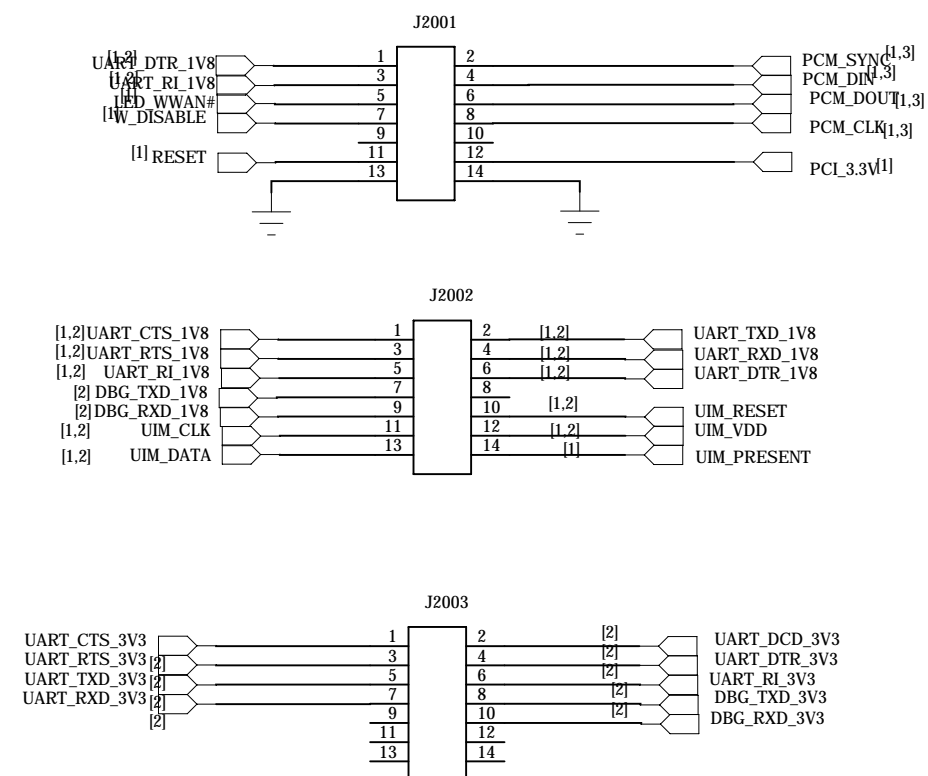 J2001
[1,2] UART_DTR_1V8 1 2 PCM_SYNC [1,3]
[1,2] UART_RI_1V8 3 4 PCM_DIN [1,3]
[1] LED_WWAN# 5 6 PCM_DOUT [1,3]
[1] W_DISABLE 7 8 PCM_CLK [1,3]
9 10
[1] RESET 11 12 PCI_3.3V [1]
13 14
J2002
[1,2] UART_CTS_1V8 1 2 [1,2] UART_TXD_1V8
[1,2] UART_RTS_1V8 3 4 [1,2] UART_RXD_1V8
[1,2] UART_RI_1V8 5 6 [1,2] UART_DTR_1V8
[2] DBG_TXD_1V8 7 8
[2] DBG_RXD_1V8 9 10 [1,2] UIM_RESET
[1,2] UIM_CLK 11 12 [1,2] UIM_VDD
[1,2] UIM_DATA 13 14 [1] UIM_PRESENT
J2003
UART_CTS_3V3 1 2 [2] UART_DCD_3V3
UART_RTS_3V3 [2] 3 4 [2] UART_DTR_3V3
UART_TXD_3V3 [2] 5 6 [2] UART_RI_3V3
UART_RXD_3V3 [2] 7 8 [2] DBG_TXD_3V3
[2] 9 10 [2] DBG_RXD_3V3
11 12
13 14